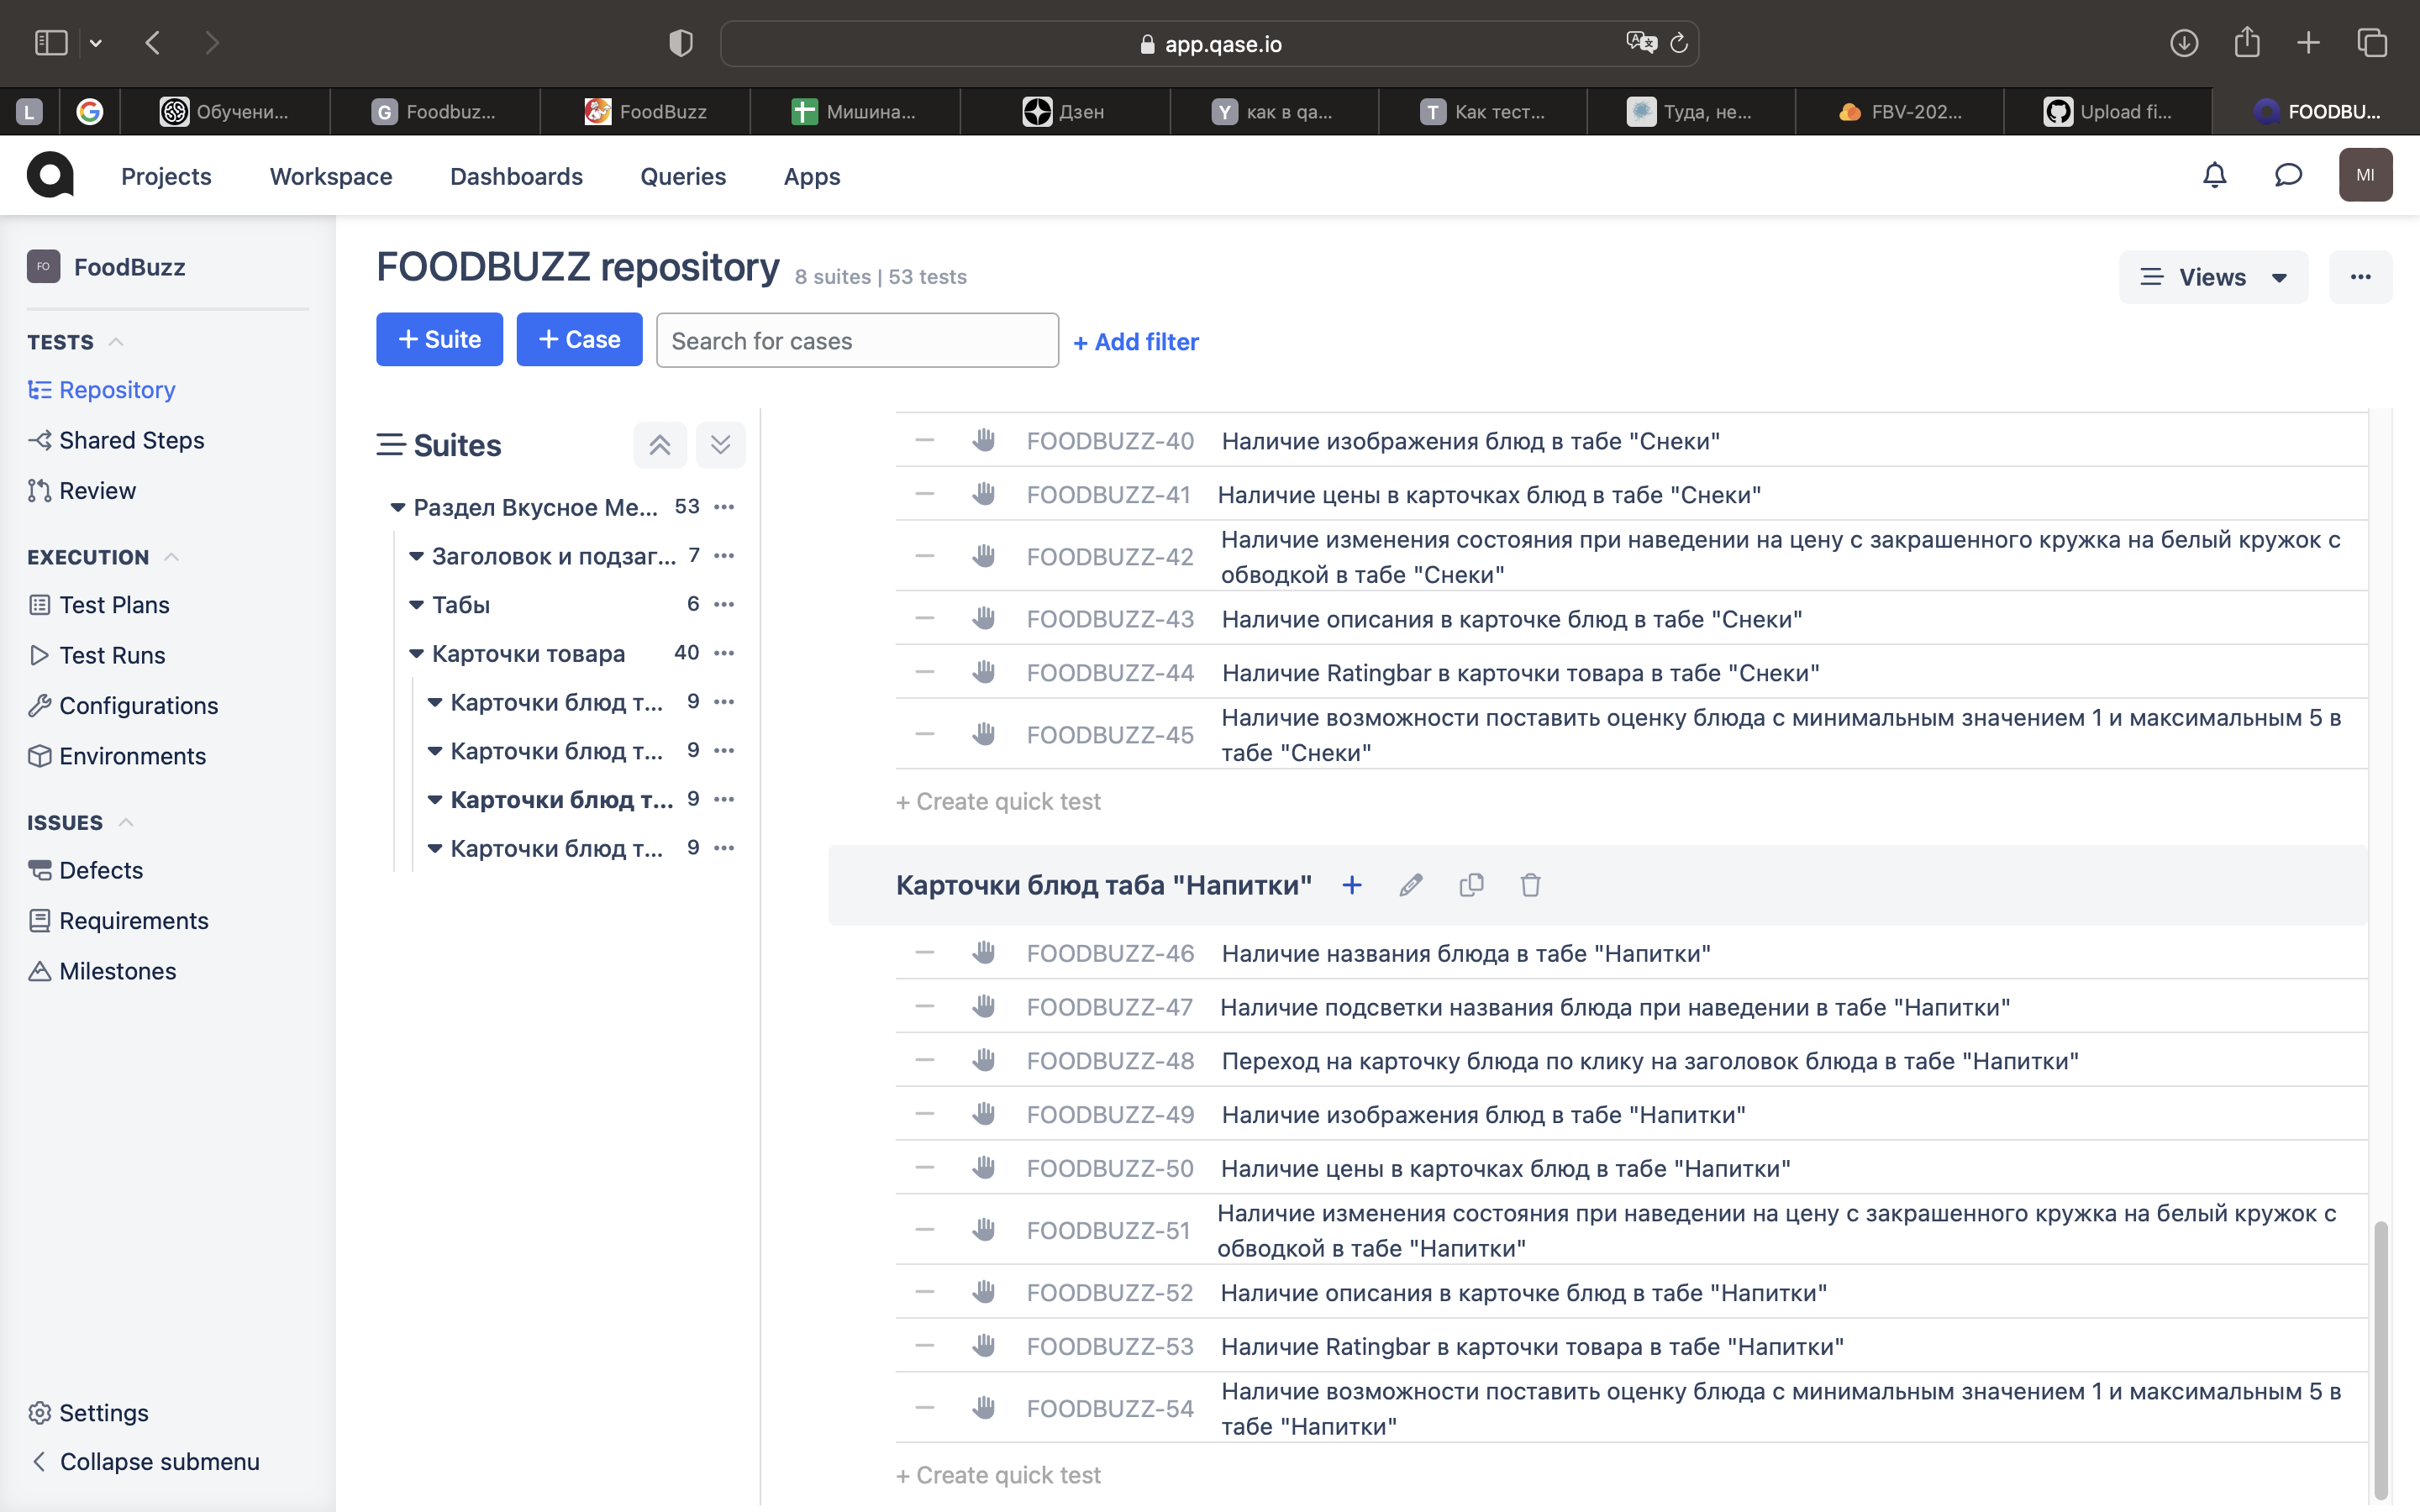 app.qase.io
L
Обучени...
G Foodbuz...
FoodBuzz
Мишина...
Дзен
Y как в qa...
T Как тест...
Туда, не...
FBV-202...
Upload fi...
FOODBU...
Projects Workspace Dashboards Queries Apps
MI
FO FoodBuzz
TESTS
Repository
Shared Steps
Review
EXECUTION
Test Plans
Test Runs
Configurations
Environments
ISSUES
Defects
Requirements
Milestones
Settings
Collapse submenu
FOODBUZZ repository 8 suites | 53 tests
Views
+ Suite
+ Case
Search for cases
+ Add filter
Suites
Раздел Вкусное Ме... 53
Заголовок и подзаг... 7
Табы 6
Карточки товара 40
Карточки блюд т... 9
Карточки блюд т... 9
Карточки блюд т... 9
Карточки блюд т... 9
FOODBUZZ-40 Наличие изображения блюд в табе "Снеки"
FOODBUZZ-41 Наличие цены в карточках блюд в табе "Снеки"
FOODBUZZ-42 Наличие изменения состояния при наведении на цену с закрашенного кружка на белый кружок с
обводкой в табе "Снеки"
FOODBUZZ-43 Наличие описания в карточке блюд в табе "Снеки"
FOODBUZZ-44 Наличие Ratingbar в карточки товара в табе "Снеки"
FOODBUZZ-45 Наличие возможности поставить оценку блюда с минимальным значением 1 и максимальным 5 в
табе "Снеки"
+ Create quick test
Карточки блюд таба "Напитки"
FOODBUZZ-46 Наличие названия блюда в табе "Напитки"
FOODBUZZ-47 Наличие подсветки названия блюда при наведении в табе "Напитки"
FOODBUZZ-48 Переход на карточку блюда по клику на заголовок блюда в табе "Напитки"
FOODBUZZ-49 Наличие изображения блюд в табе "Напитки"
FOODBUZZ-50 Наличие цены в карточках блюд в табе "Напитки"
FOODBUZZ-51 Наличие изменения состояния при наведении на цену с закрашенного кружка на белый кружок с
обводкой в табе "Напитки"
FOODBUZZ-52 Наличие описания в карточке блюд в табе "Напитки"
FOODBUZZ-53 Наличие Ratingbar в карточки товара в табе "Напитки"
FOODBUZZ-54 Наличие возможности поставить оценку блюда с минимальным значением 1 и максимальным 5 в
табе "Напитки"
+ Create quick test